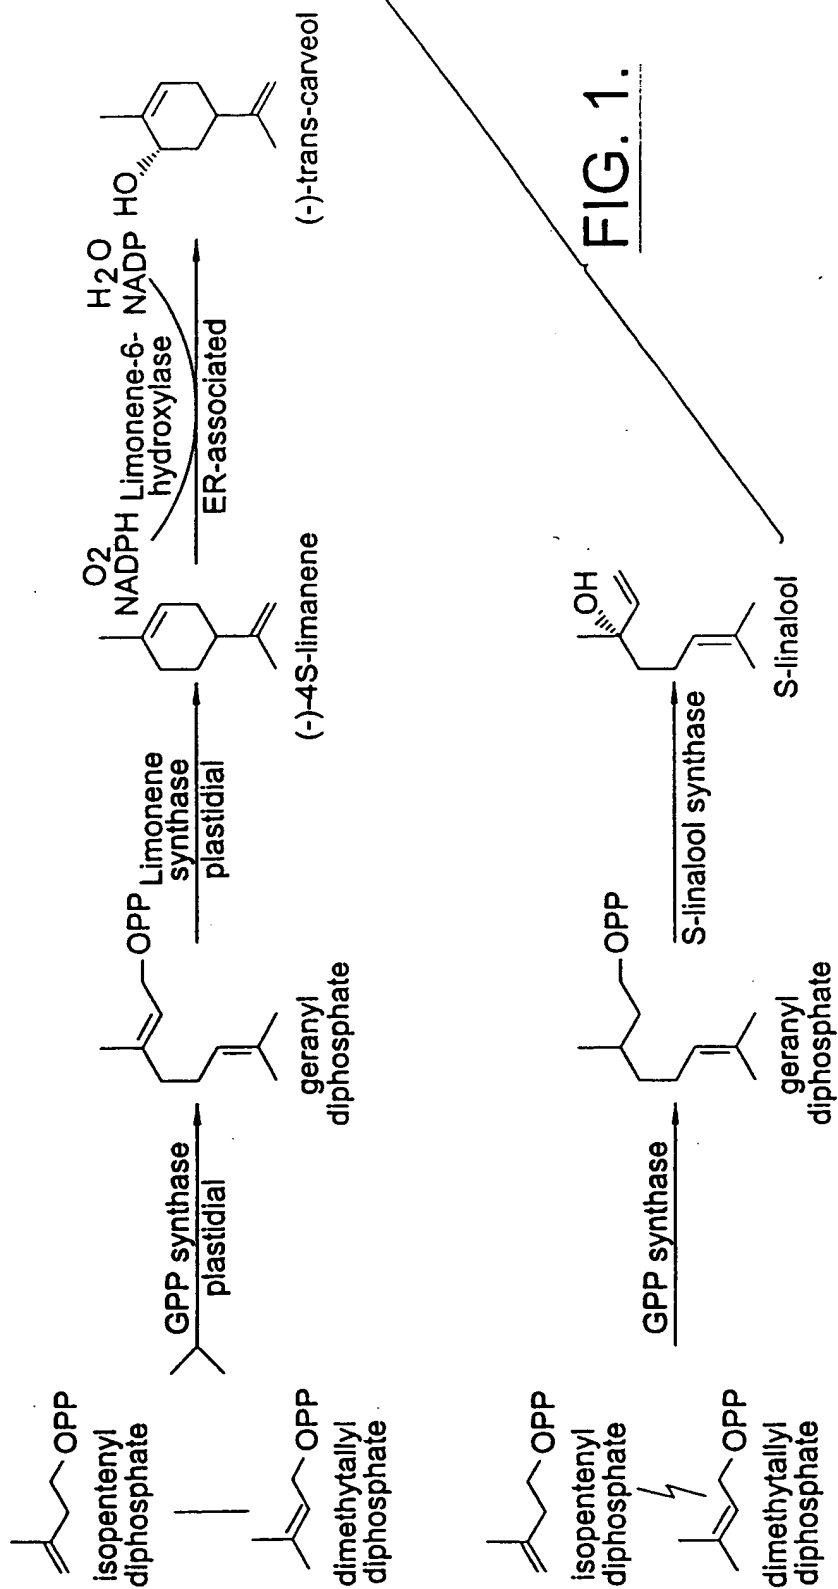 OPP
isopentenyl
diphosphate
OPP
dimethytallyl
diphosphate
GPP synthase
plastidial
OPP
geranyl
diphosphate
Limonene
synthase
plastidial
(-)-4S-limanene
O2
NADPH
Limonene-6-
hydroxylase
H2O
NADP
ER-associated
HO
(-)-trans-carveol
OPP
isopentenyl
diphosphate
OPP
dimethytallyl
diphosphate
GPP synthase
OPP
geranyl
diphosphate
S-linalool synthase
OH
S-linalool
FIG. 1.